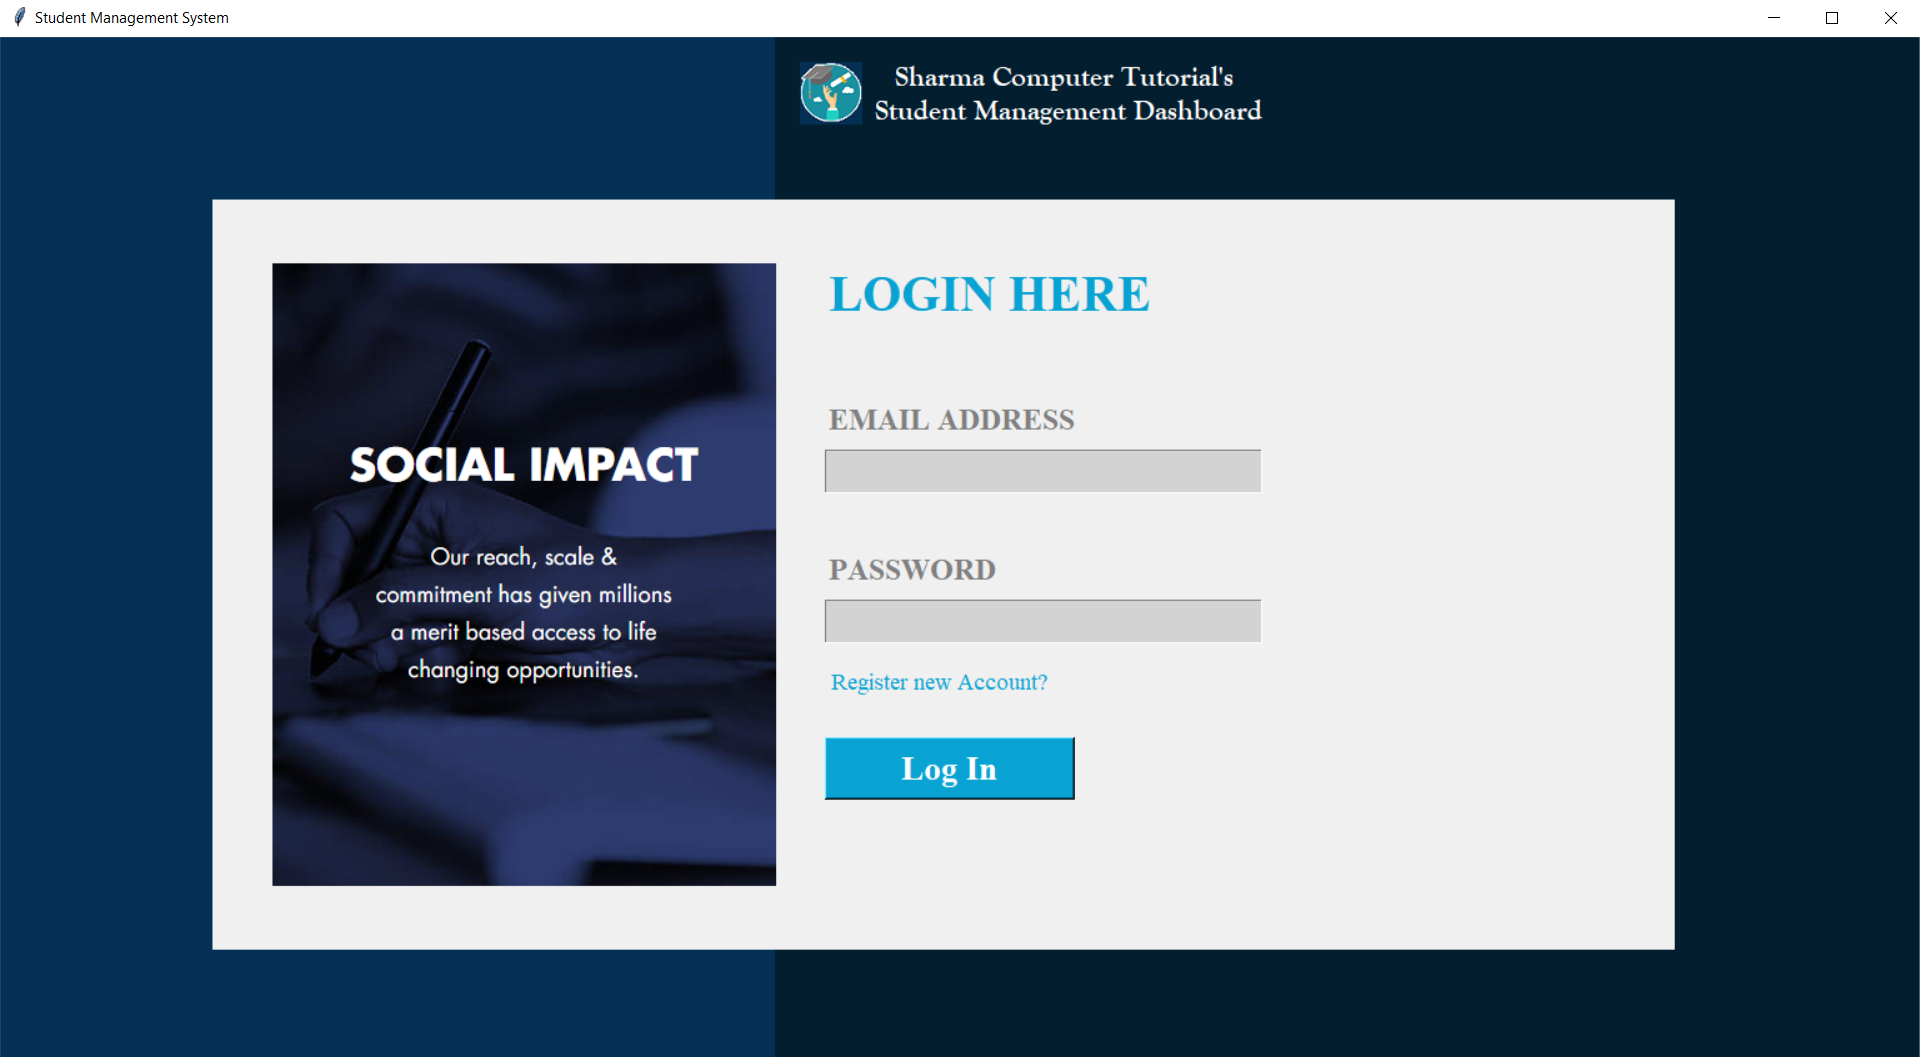 Student Management System
Sharma Computer Tutorial's
Student Management Dashboard
LOGIN HERE
EMAIL ADDRESS
PASSWORD
Register new Account?
Log In
SOCIAL IMPACT
Our reach, scale &
commitment has given millions
a merit based access to life
changing opportunities.